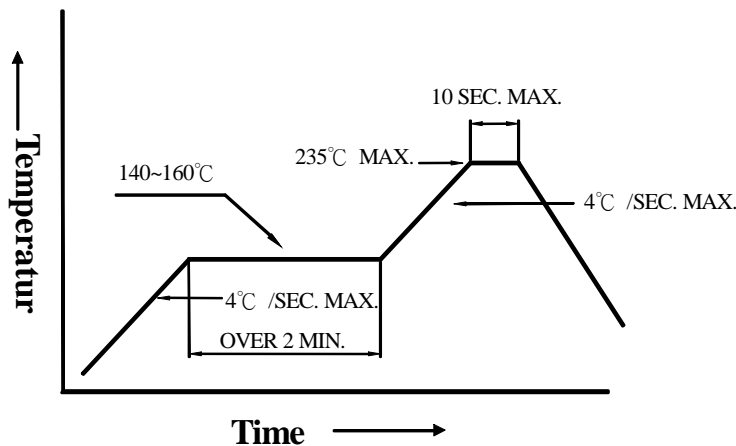 10 SEC. MAX.
235℃ MAX.
140~160℃
4℃ /SEC. MAX.
4℃ /SEC. MAX.
OVER 2 MIN.
Temperatur
Time